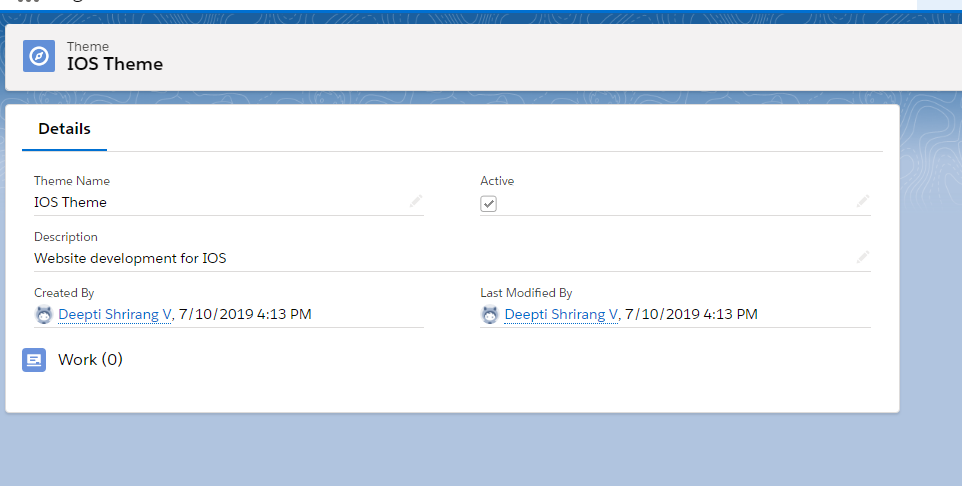 Theme
IOS Theme
Details
Theme Name
Active
IOS Theme
Description
Website development for IOS
Created By
Last Modified By
Deepti Shrirang V, 7/10/2019 4:13 PM
Deepti Shrirang V, 7/10/2019 4:13 PM
Work (0)